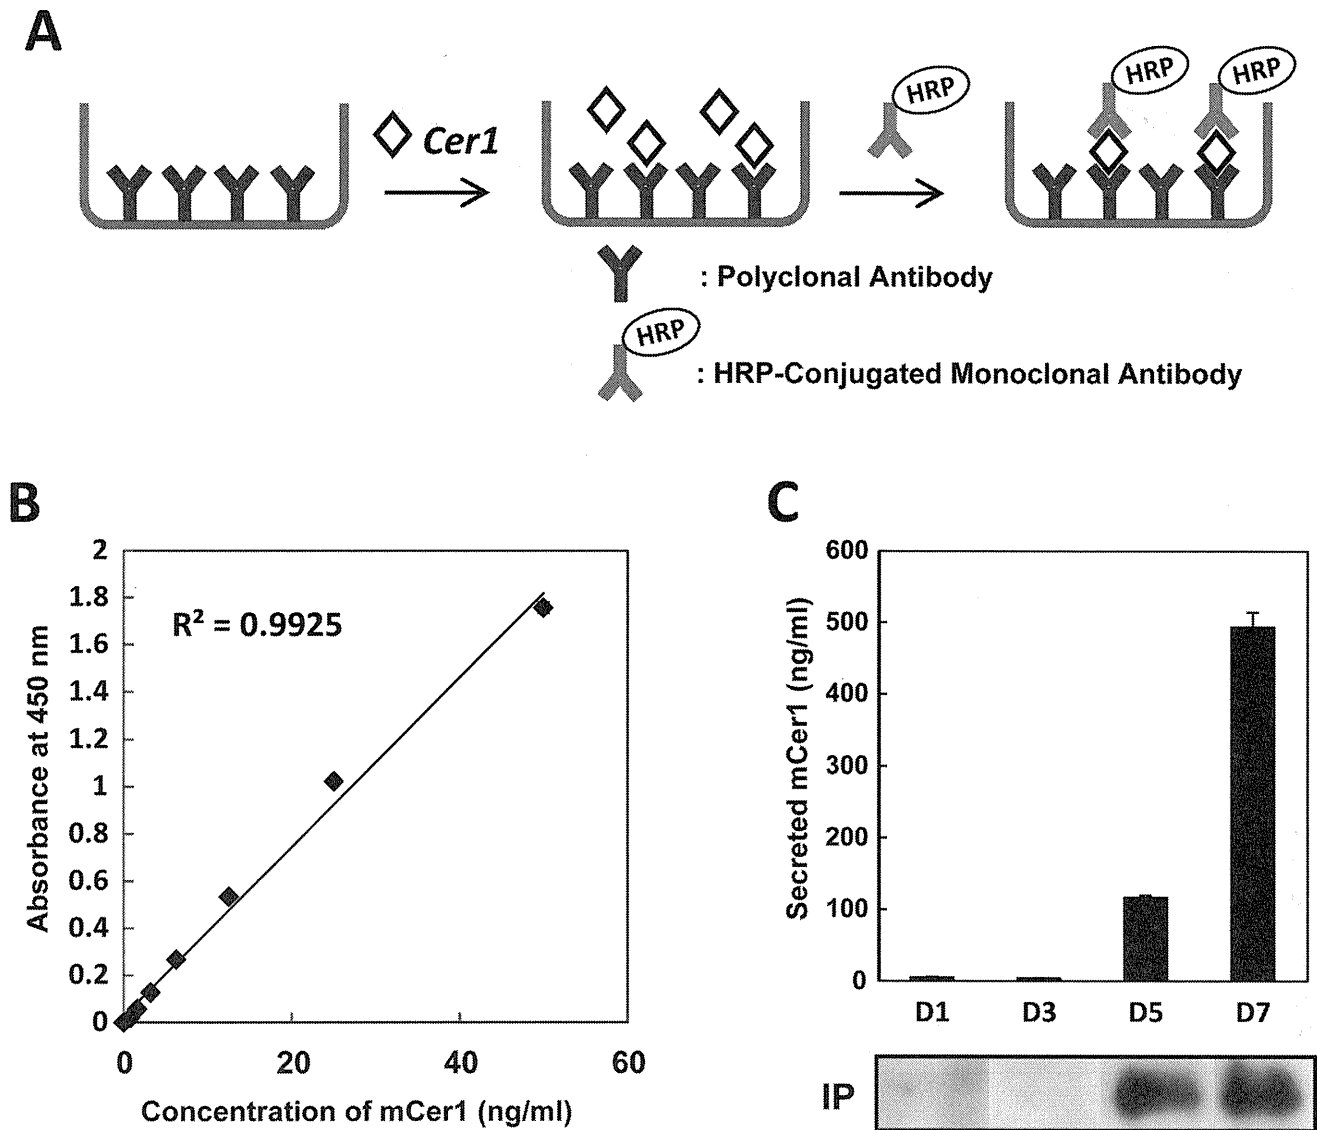 A
Cer1
HRP
HRP
HRP
: Polyclonal Antibody
HRP
: HRP-Conjugated Monoclonal Antibody
B
R² = 0.9925
Absorbance at 450 nm
2
1.8
1.6
1.4
1.2
1
0.8
0.6
0.4
0.2
0
0
20
40
60
Concentration of mCer1 (ng/ml)
C
Secreted mCer1 (ng/ml)
600
500
400
300
200
100
0
D1
D3
D5
D7
IP